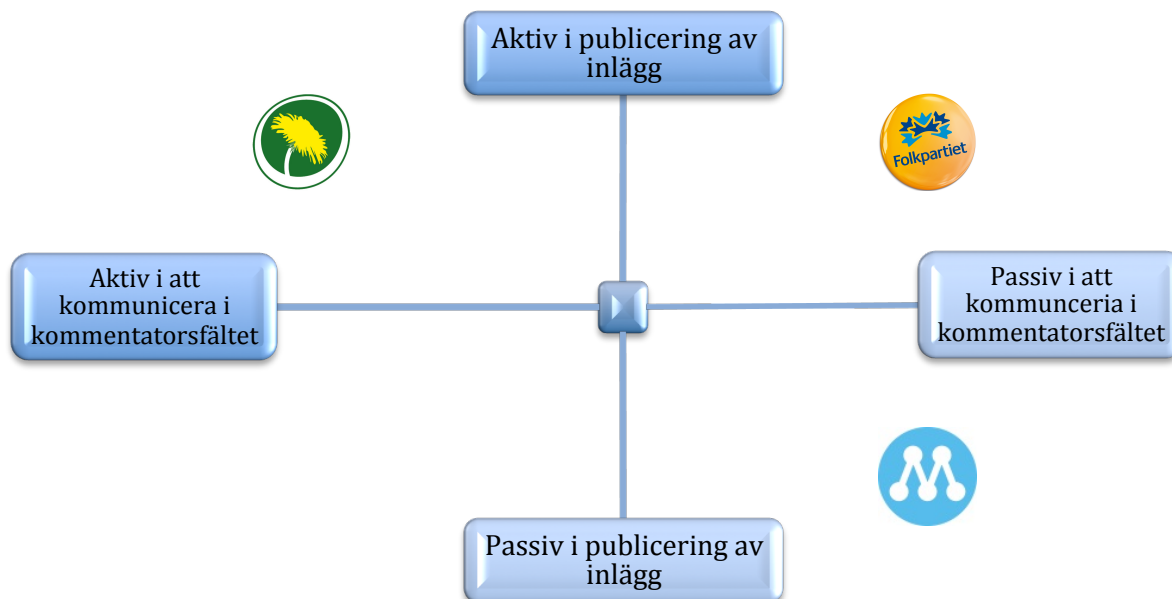 Aktiv i publicering av
inlägg
Folkpartiet
Aktiv i att
kommunicera i
kommentatorsfältet
Passiv i att
kommunceria i
kommentatorsfältet
Passiv i publicering av
inlägg